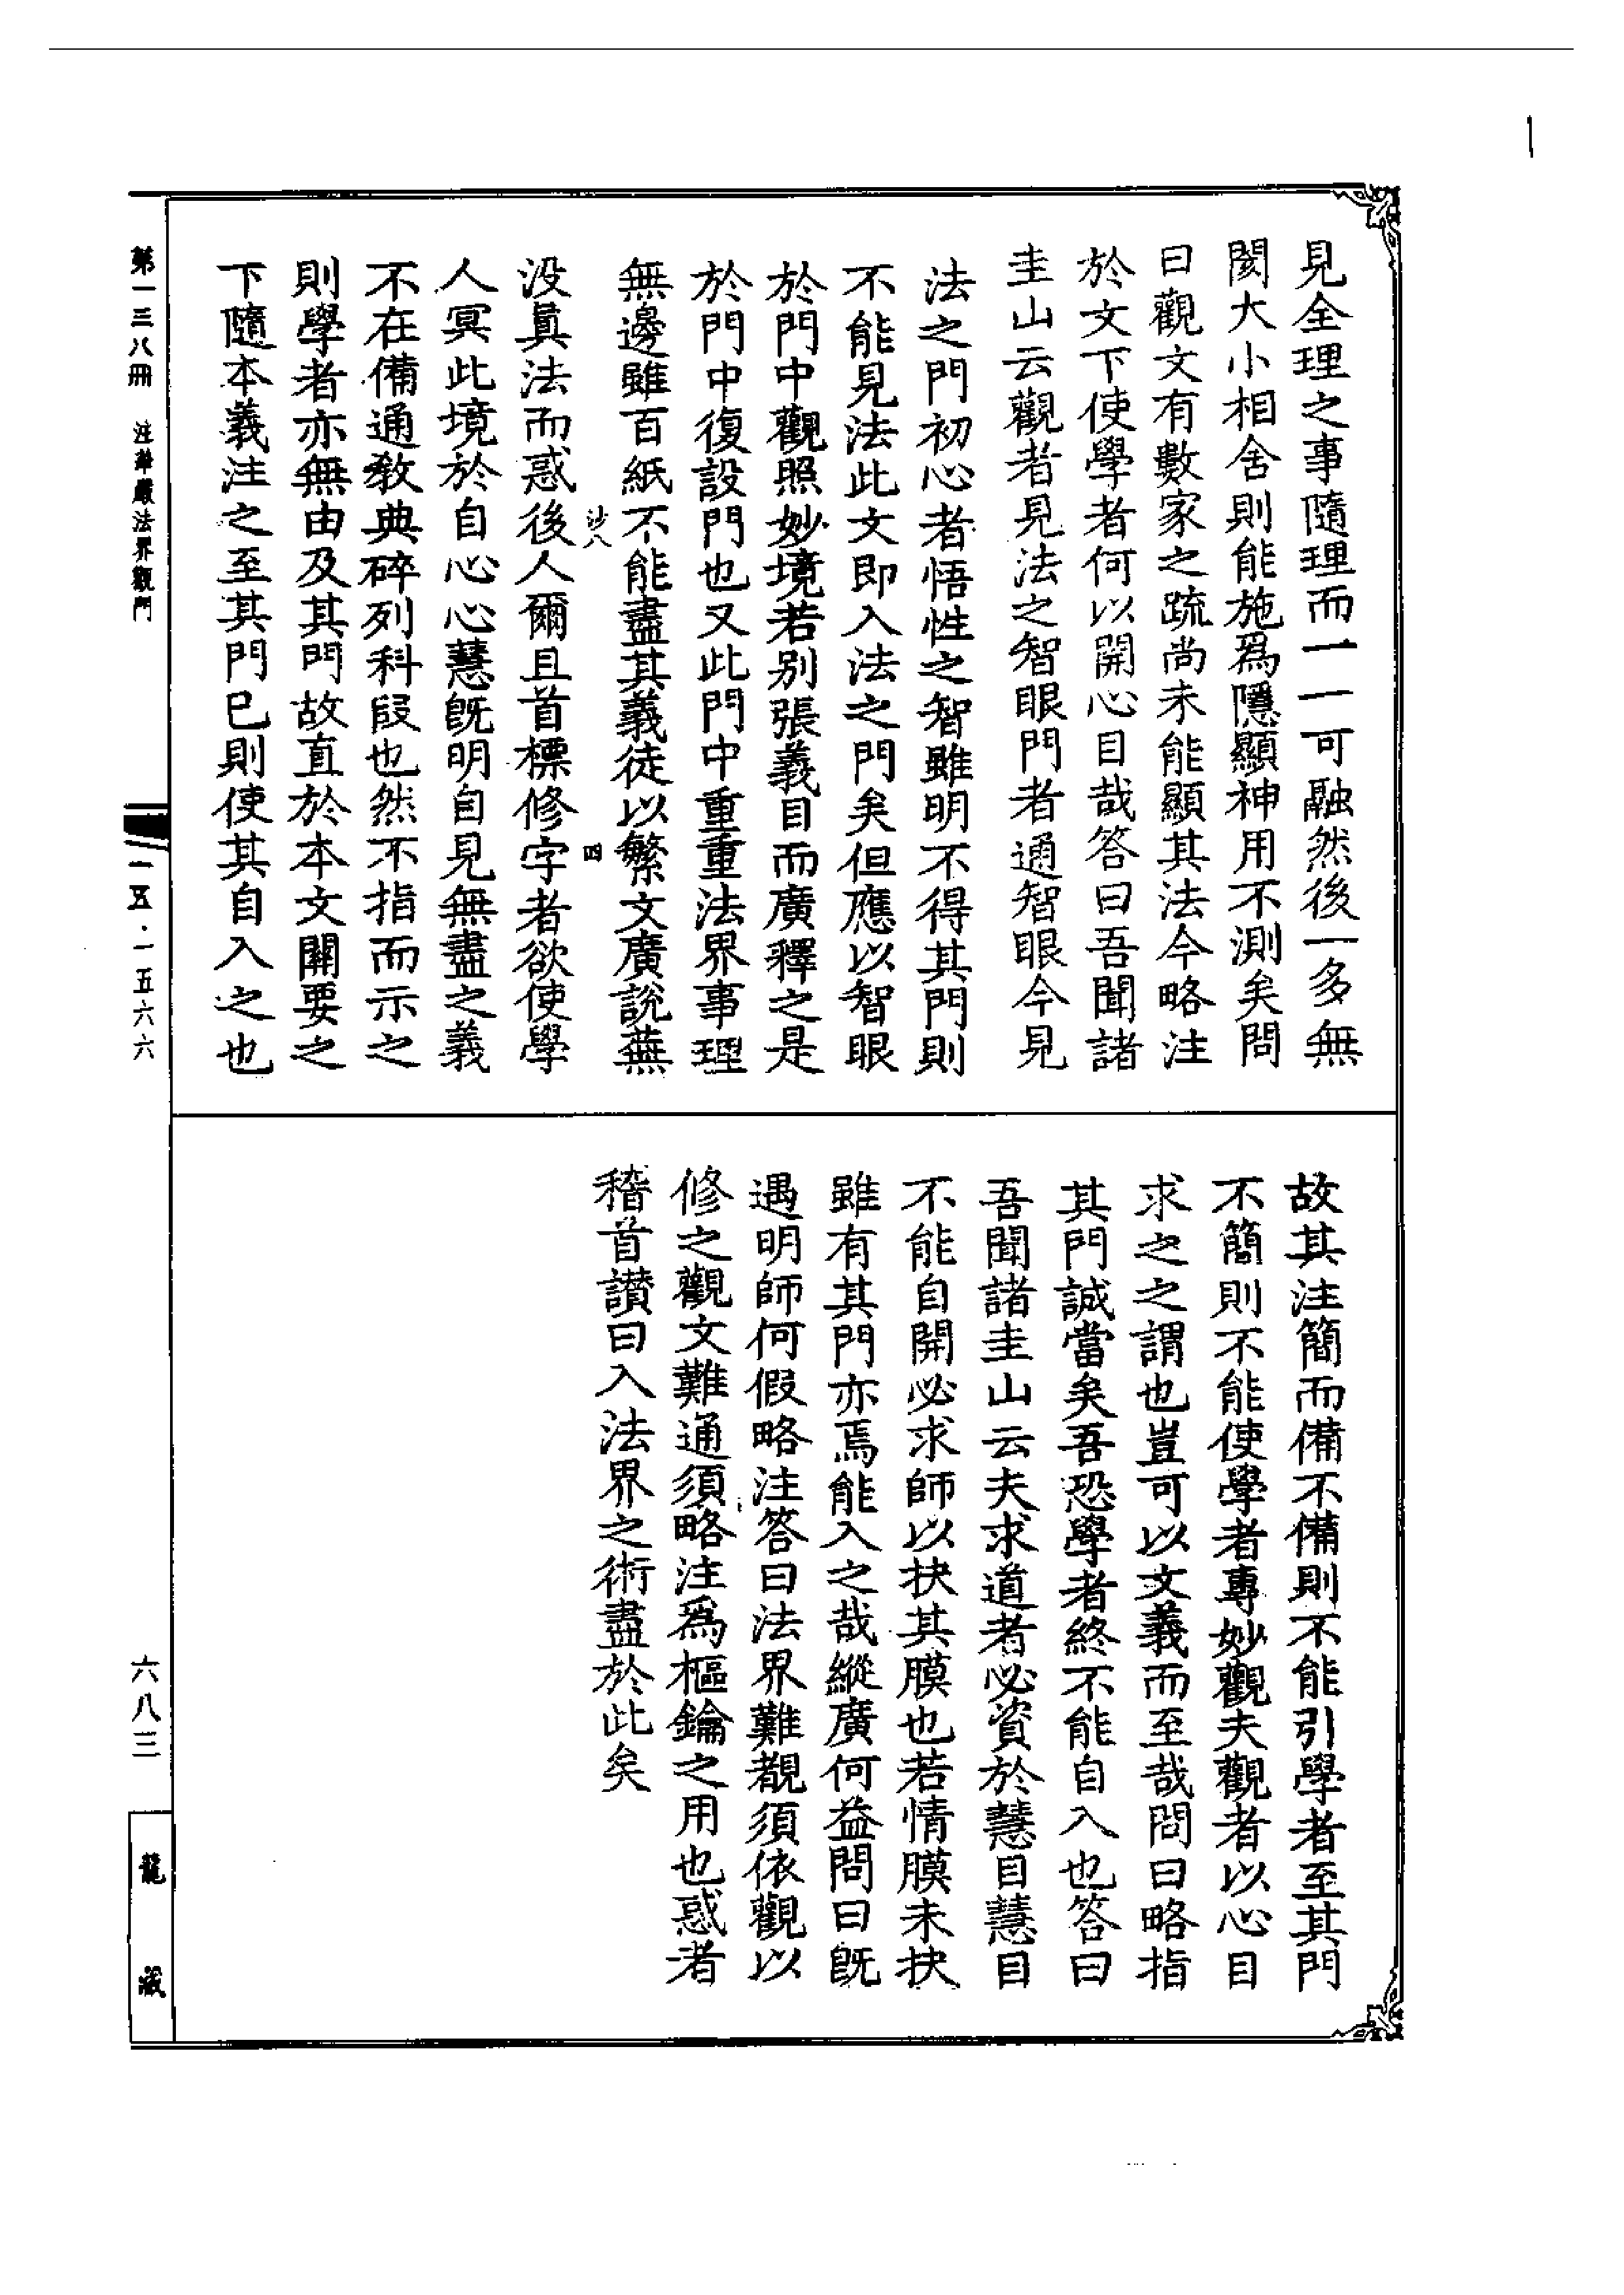 見全理之事隨理而一一可融然後一多無
閡大小相舍則能施爲隱顯神用不測矣問
曰觀文有數家之疏尚未能顯其法今略注
於文下使學者何以開心目哉答曰吾聞諸
圭山云觀者見法之智眼門者通智眼今見
法之門初心者悟性之智雖明不得其門則
不能見法此文即入法之門矣但應以智眼
於門中觀照妙境若别張義目而廣釋之是
於門中復設門也又此門中重重法界事理
無邊雖百紙不能盡其義徒以繁文廣說蕪
沙八 四
没眞法而惑後人爾且首標修字者欲使學
人冥此境於自心心慧旣明自見無盡之義
不在備通敎典碎列科段也然不指而示之
則學者亦無由及其門故直於本文關要之
下隨本義注之至其門巳則使其自入之也
故其注簡而備不備則不能引學者至其門
不簡則不能使學者專妙觀夫觀者以心目
求之之謂也豈可以文義而至哉問曰略指
其門誠當矣吾恐學者終不能自入也答曰
吾聞諸圭山云夫求道者必資於慧目慧目
不能自開必求師以抉其膜也若情膜未抉
雖有其門亦焉能入之哉縱廣何益問曰旣
遇明師何假略注答曰法界難覩須依觀以
修之觀文難通須略注爲樞鑰之用也惑者
稽首讃曰入法界之術盡於此矣
第一三八冊 注華嚴法界觀門
一五·一五六六
六八三
龍藏